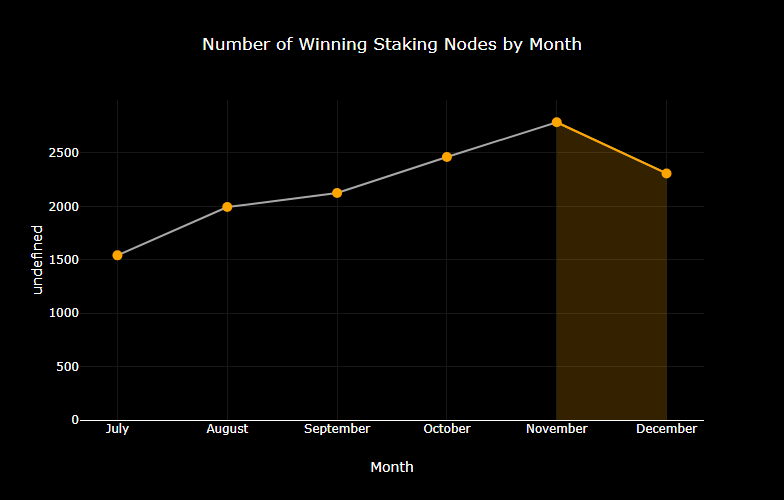 Number of Winning Staking Nodes by Month
undefined
2500
2000
1500
1000
500
0
July August September October November December
Month